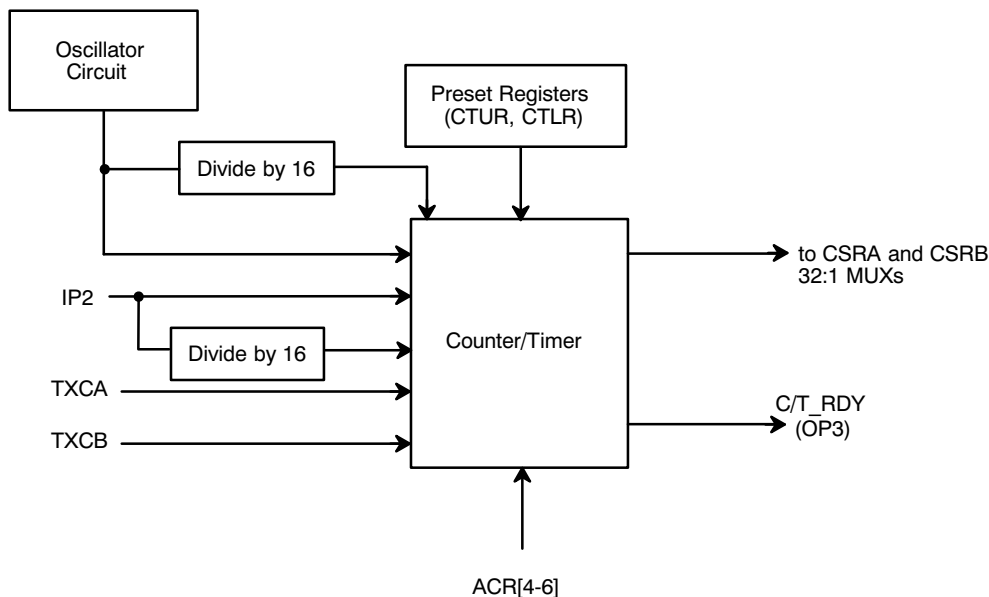 Oscillator
Circuit
Preset Registers
(CTUR, CTLR)
Divide by 16
to CSRA and CSRB
32:1 MUXs
IP2
Counter/Timer
Divide by 16
TXCA
C/T_RDY
(OP3)
TXCB
ACR[4-6]